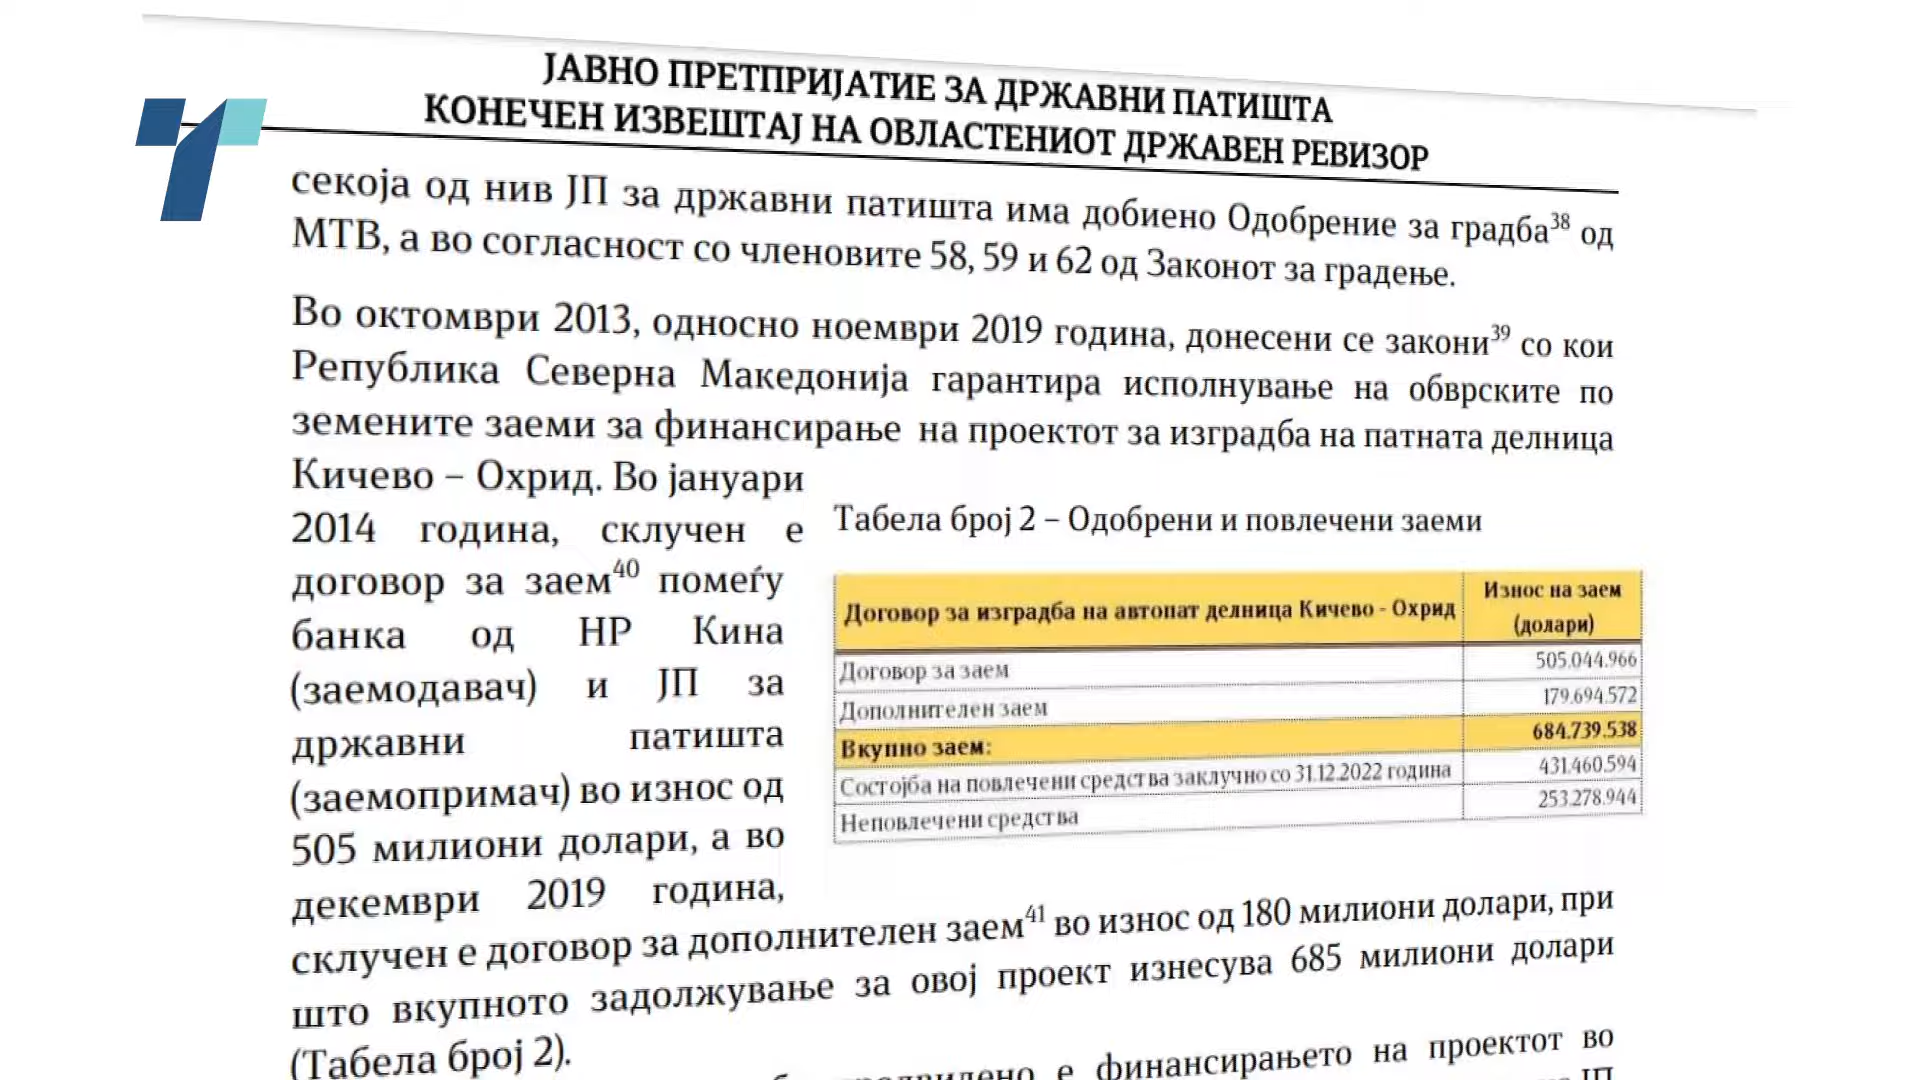 ЈАВНО ПРЕТПРИЈАТИЕ ЗА ДРЖАВНИ ПАТИШТА
КОНЕЧЕН ИЗВЕШТАЈ НА ОВЛАСТЕНИОТ ДРЖАВЕН РЕВИЗОР
секоја од нив ЈП за државни патишта има добиено Одобрение за градба38 од
МТВ, а во согласност со членовите 58, 59 и 62 од Законот за градење.
Во октомври 2013, односно ноември 2019 година, донесени се закони39 со кои
Република Северна Македонија гарантира исполнување на обврските по
земените заеми за финансирање на проектот за изградба на патната делница
Кичево – Охрид. Во јануари
2014 година, склучен е
договор за заем40 помеѓу
банка од НР Кина
(заемодавач) и ЈП за
државни патишта
(заемопримач) во износ од
505 милиони долари, а во
декември 2019 година,
Табела број 2 – Одобрени и повлечени заеми
Договор за изградба на автопат делница Кичево - Охрид Износ на заем
(долари)
Договор за заем 505.044.966
Дополнителен заем 179.694.572
Вкупно заем: 684.739.538
Состојба на повлечени средства заклучно со 31.12.2022 година 431.460.594
Неповлечени средства 253.278.944
склучен е договор за дополнителен заем41 во износ од 180 милиони долари, при
што вкупното задолжување за овој проект изнесува 685 милиони долари
(Табела број 2).
е финансирањето на проектот во
ЈП